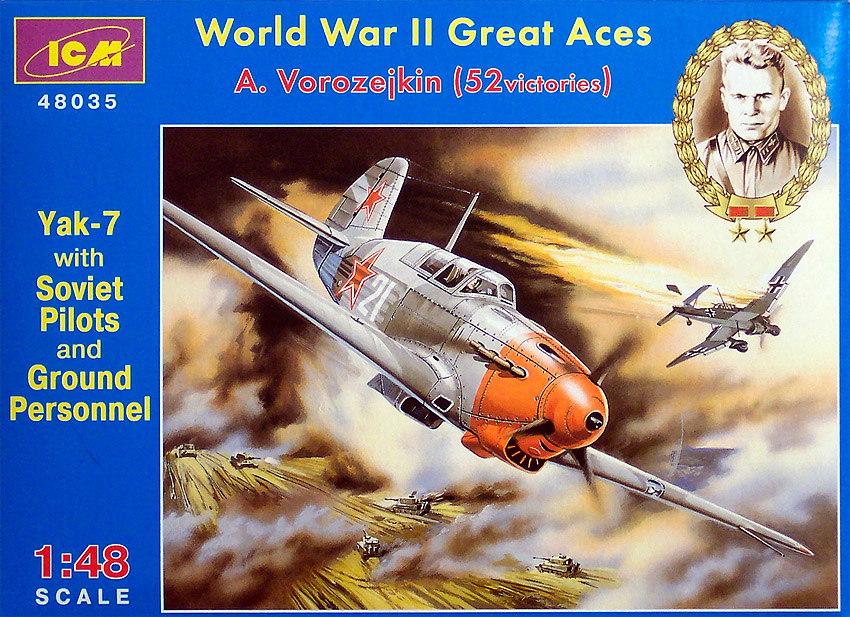 ICM
48035
World War II Great Aces
A. Vorozejkin (52victories)
Yak-7
with
Soviet
Pilots
and
Ground
Personnel
21
1:48
SCALE